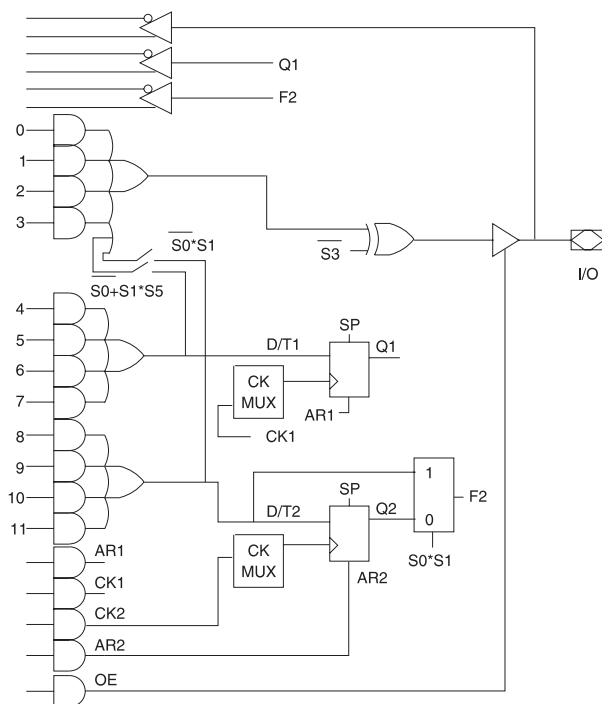 Q1
F2
0
1
2
3
S0*S1
S3
I/O
S0+S1*S5
4
5
6
7
D/T1
SP
Q1
CK
MUX
AR1
CK1
8
9
10
11
1
F2
0
SP
D/T2
Q2
CK
MUX
S0*S1
AR2
AR1
CK1
CK2
AR2
OE